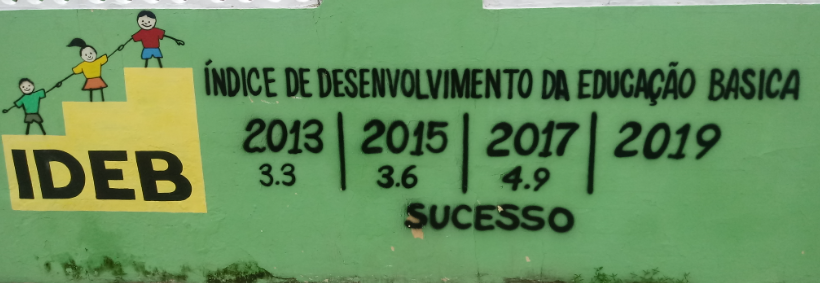 ÍNDICE DE DESENVOLVIMENTO DA EDUCAÇÃO BASICA
2013 | 2015 | 2017 | 2019
3.3 | 3.6 | 4.9 |
IDEB
SUCESSO